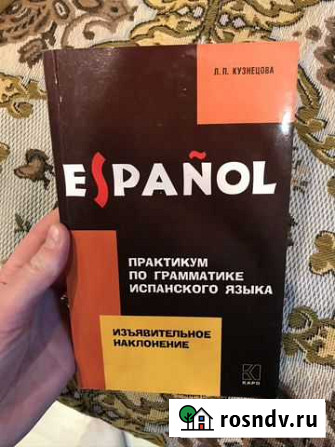 Л.П. КУЗНЕЦОВА
ESPAÑOL
ПРАКТИКУМ
ПО ГРАММАТИКЕ
ИСПАНСКОГО ЯЗЫКА
ИЗЪЯВИТЕЛЬНОЕ
НАКЛОНЕНИЕ
КАРО
rosndv.ru